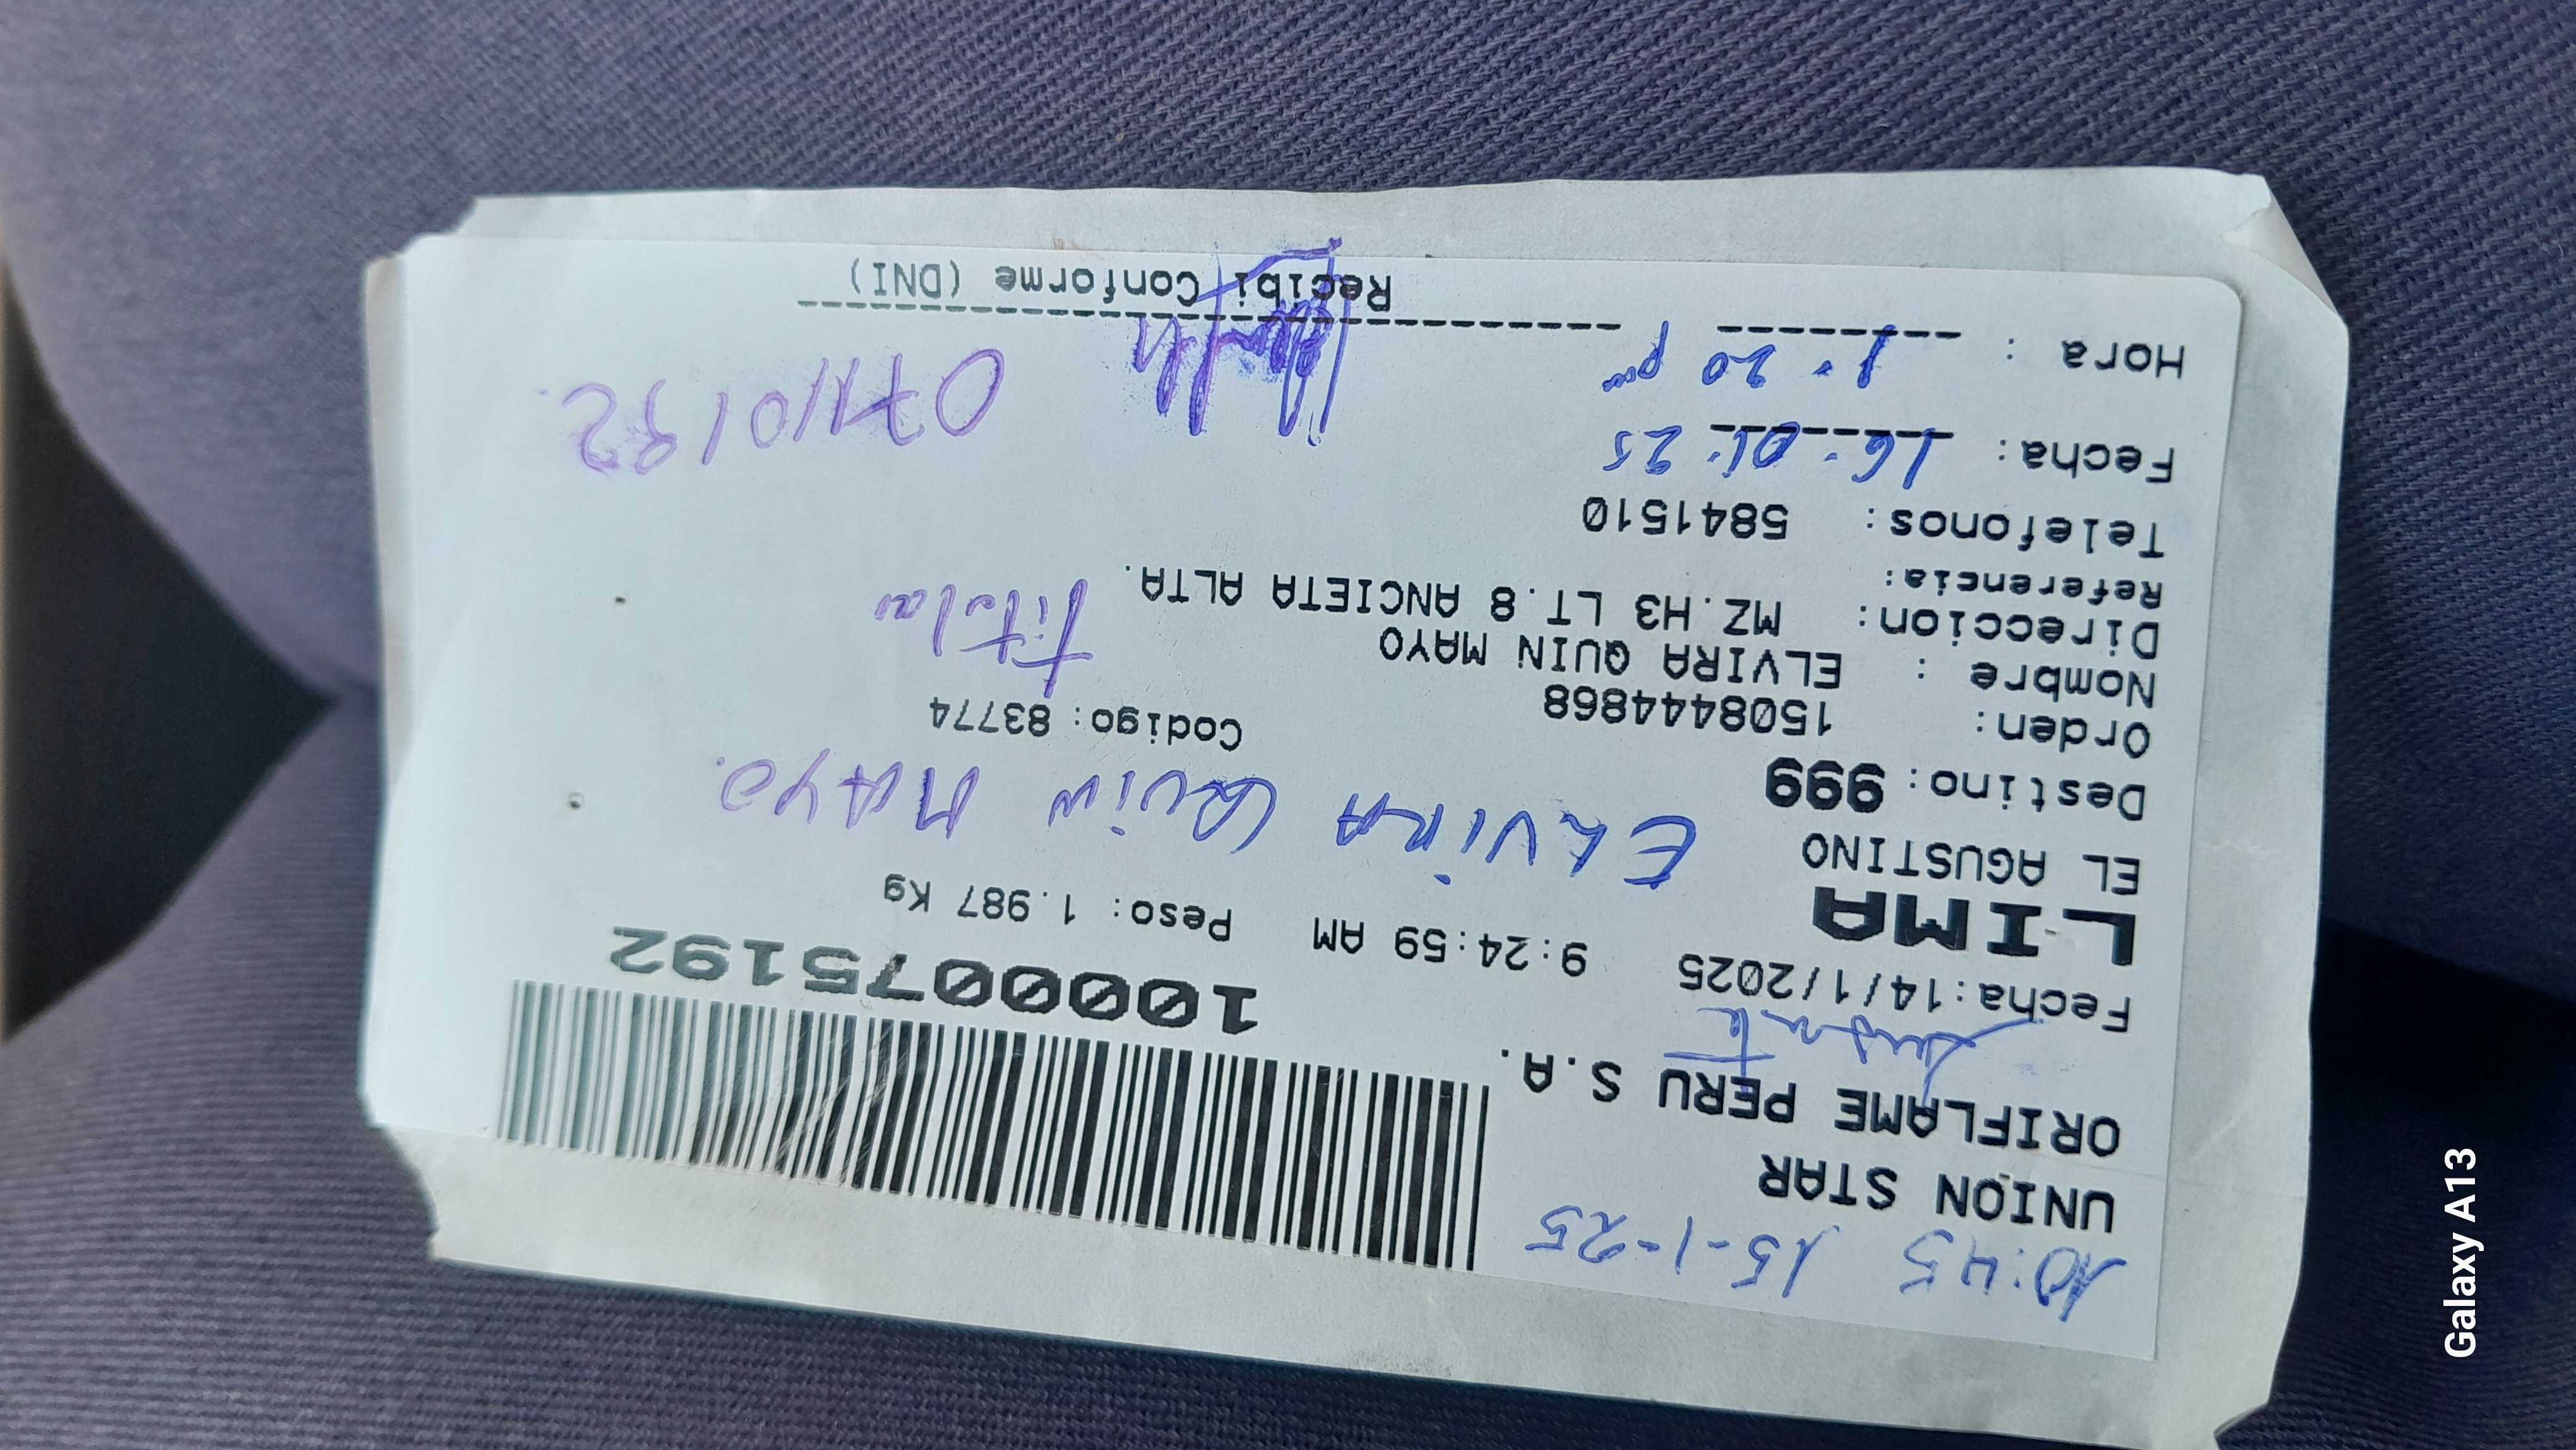 10:45 15-1-25
UNION STAR
ORIFLAME PERU S.A.
Ausente
1000075192
Fecha:14/1/2025 9:24:59 AM Peso: 1.987 Kg
LIMA
EL AGUSTINO
ELVIRA QUIN MAYO.
Destino: 999
Orden: 1508444868 Codigo: 83774
Nombre : ELVIRA QUIN MAYO
Titular
Direccion: MZ.H3 LT.8 ANCIETA ALTA.
Referencia:
Telefonos: 5841510
Fecha: 16-01-25
07110192.
Hora : 1:20 pm
Recibi Conforme (DNI)
Galaxy A13